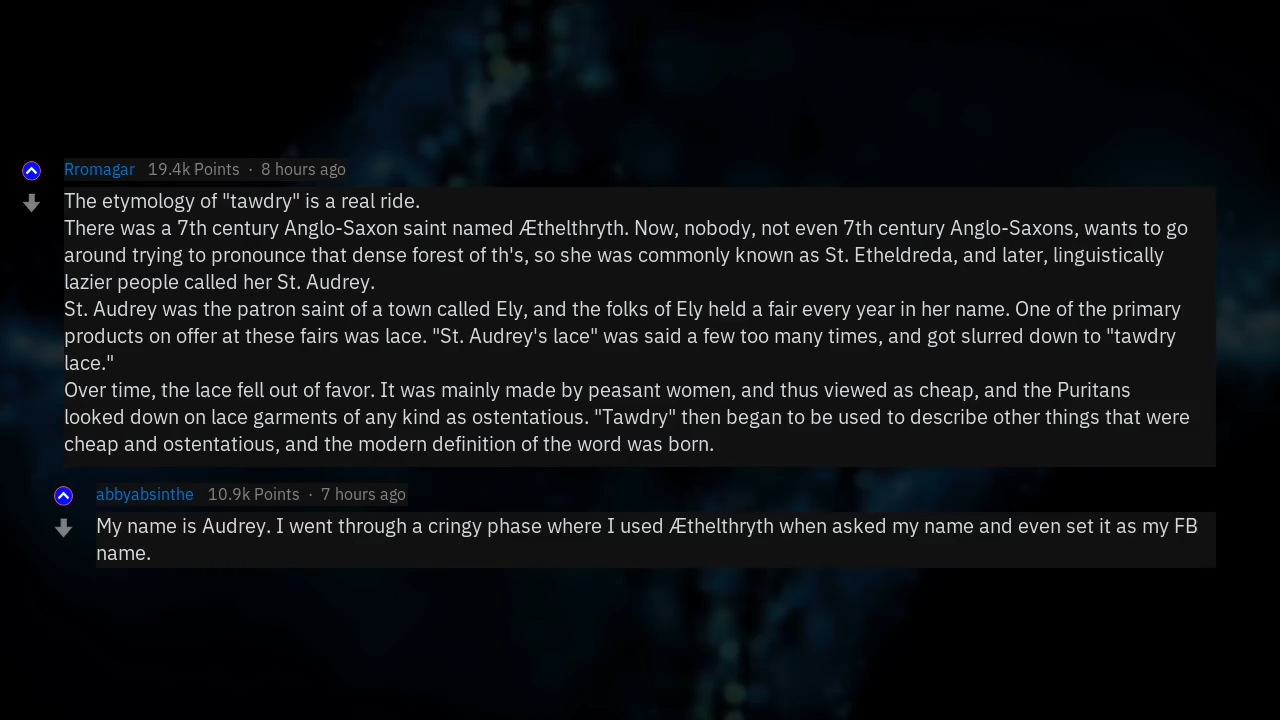 Rromagar 19.4k Points · 8 hours ago
The etymology of "tawdry" is a real ride.
There was a 7th century Anglo-Saxon saint named Æthelthryth. Now, nobody, not even 7th century Anglo-Saxons, wants to go
around trying to pronounce that dense forest of th's, so she was commonly known as St. Etheldreda, and later, linguistically
lazier people called her St. Audrey.
St. Audrey was the patron saint of a town called Ely, and the folks of Ely held a fair every year in her name. One of the primary
products on offer at these fairs was lace. "St. Audrey's lace" was said a few too many times, and got slurred down to "tawdry
lace."
Over time, the lace fell out of favor. It was mainly made by peasant women, and thus viewed as cheap, and the Puritans
looked down on lace garments of any kind as ostentatious. "Tawdry" then began to be used to describe other things that were
cheap and ostentatious, and the modern definition of the word was born.
abbyabsinthe 10.9k Points · 7 hours ago
My name is Audrey. I went through a cringy phase where I used Æthelthryth when asked my name and even set it as my FB
name.